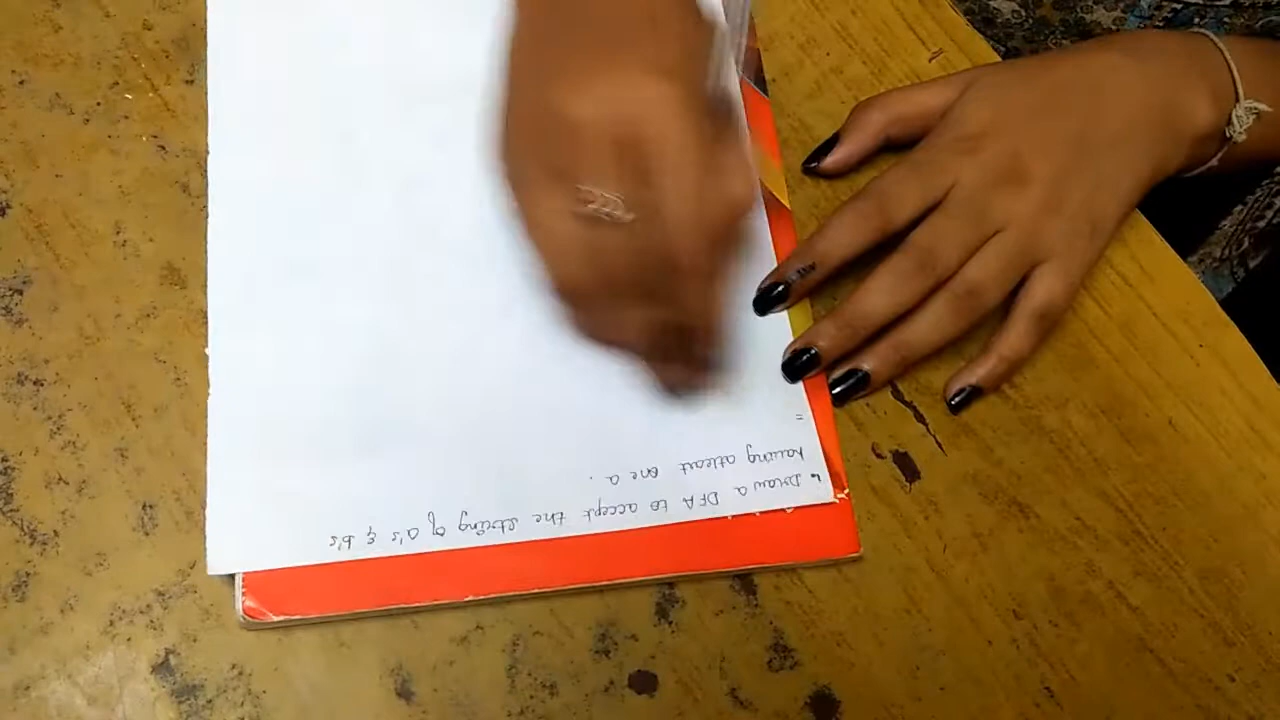 ↳ Draw a DFA to accept the string of a's & b's
having atleast one a.
=